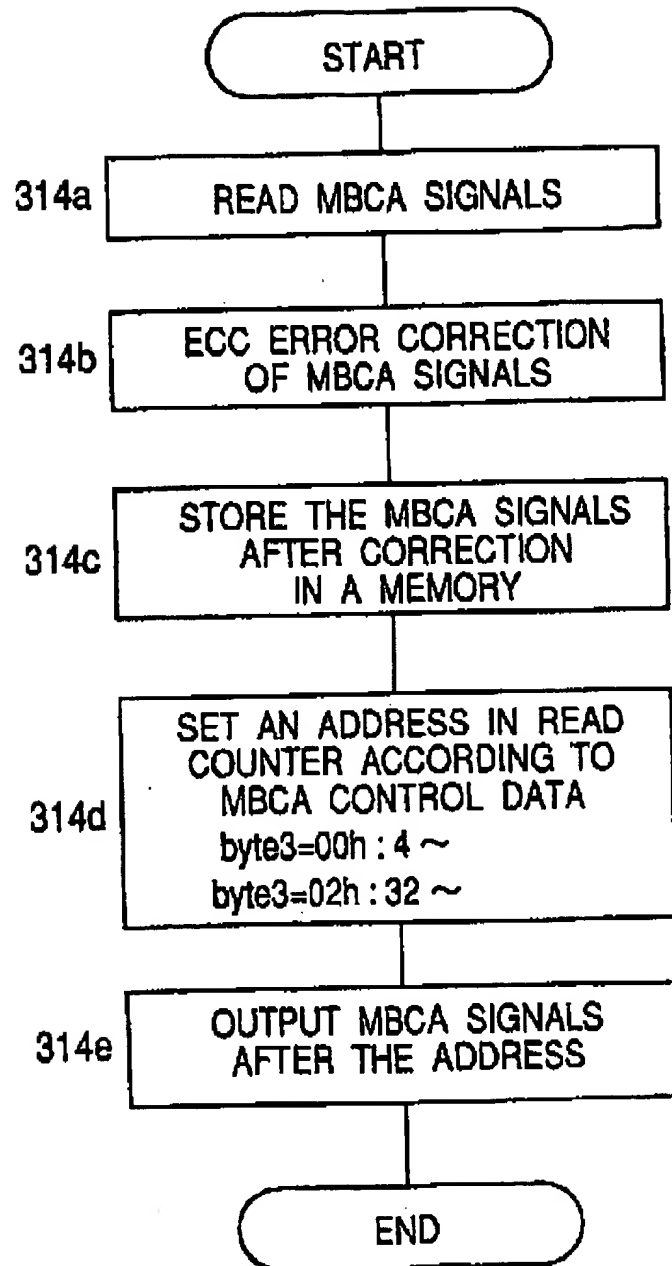 START
314a
READ MBCA SIGNALS
314b
ECC ERROR CORRECTION
OF MBCA SIGNALS
314c
STORE THE MBCA SIGNALS
AFTER CORRECTION
IN A MEMORY
314d
SET AN ADDRESS IN READ
COUNTER ACCORDING TO
MBCA CONTROL DATA
byte3=00h : 4 ~
byte3=02h : 32 ~
314e
OUTPUT MBCA SIGNALS
AFTER THE ADDRESS
END